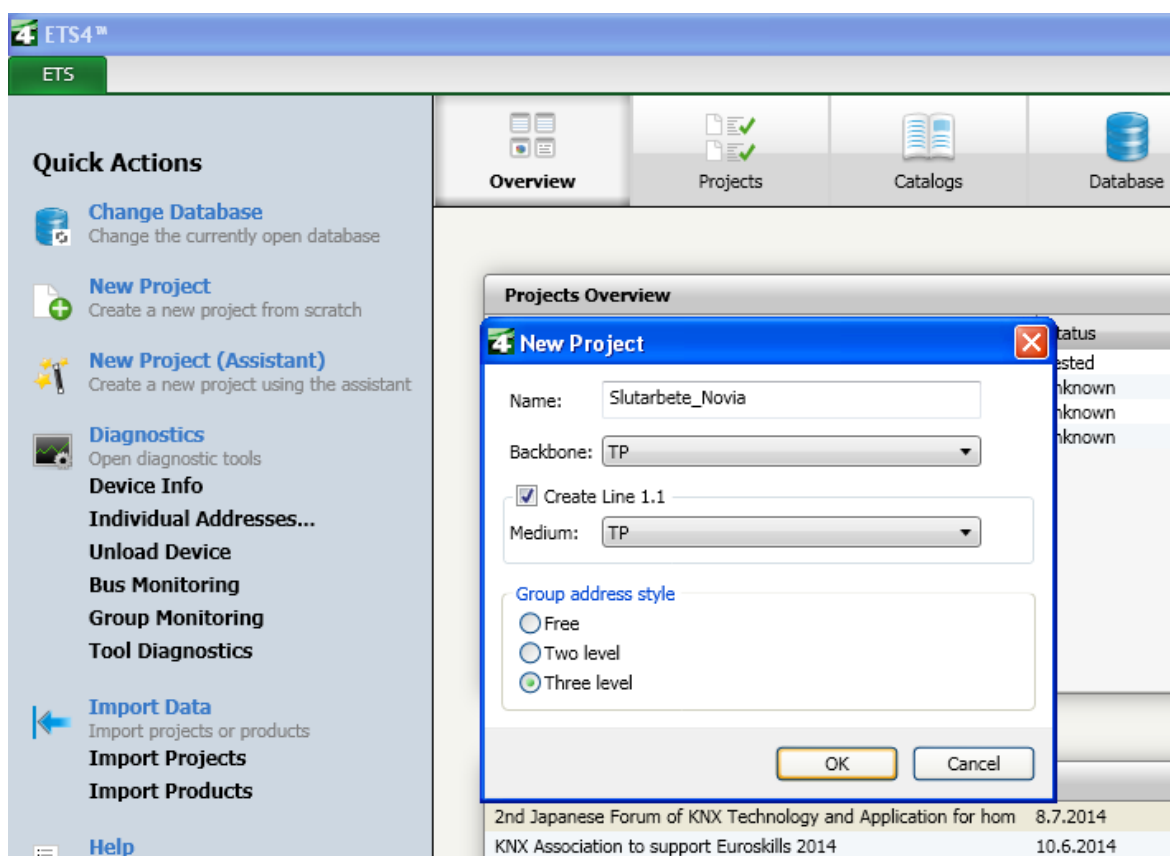 ETS4™
ETS
Quick Actions
Change Database
Change the currently open database
New Project
Create a new project from scratch
New Project (Assistant)
Create a new project using the assistant
Diagnostics
Open diagnostic tools
Device Info
Individual Addresses...
Unload Device
Bus Monitoring
Group Monitoring
Tool Diagnostics
Import Data
Import projects or products
Import Projects
Import Products
Help
Overview
Projects
Catalogs
Database
Projects Overview
New Project
Name: Slutarbete_Novia
Backbone: TP
Create Line 1.1
Medium: TP
Group address style
Free
Two level
Three level
OK
Cancel
2nd Japanese Forum of KNX Technology and Application for hom 8.7.2014
KNX Association to support Euroskills 2014 10.6.2014